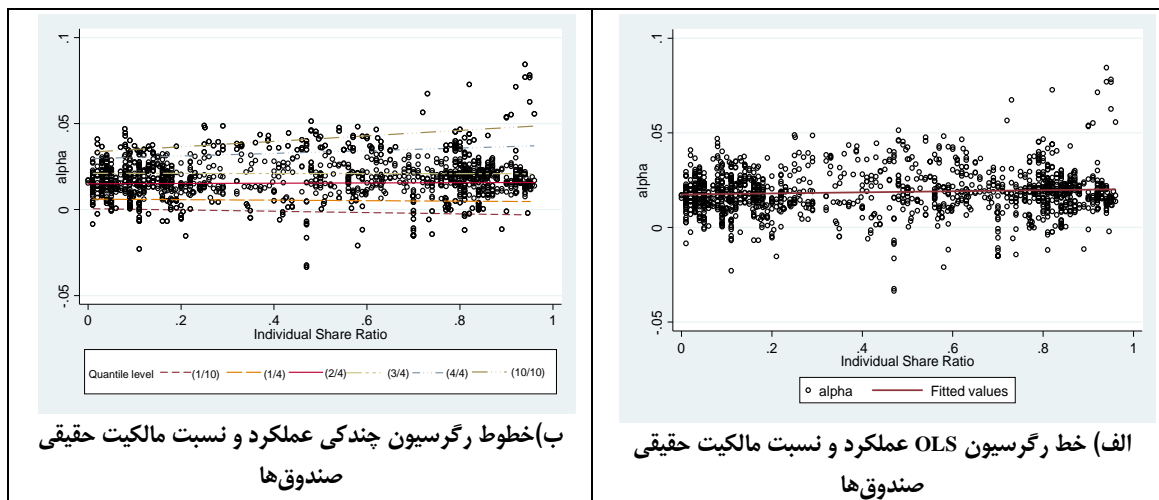 .1
.05
0
-.05
alpha
0
.2
.4
.6
.8
1
Individual Share Ratio
alpha
Fitted values
الف) خط رگرسیون OLS عملکرد و نسبت مالکیت حقیقی
صندوق‌ها
.1
.05
0
-.05
alpha
0
.2
.4
.6
.8
1
Individual Share Ratio
Quantile level (1/10) (1/4) (2/4) (3/4) (4/4) (10/10)
ب)خطوط رگرسیون چندکی عملکرد و نسبت مالکیت حقیقی
صندوق‌ها